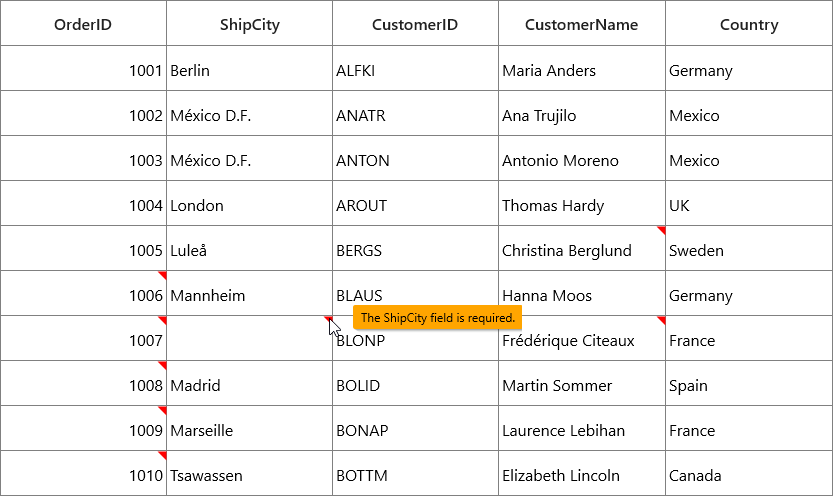 OrderID ShipCity CustomerID CustomerName Country
1001 Berlin ALFKI Maria Anders Germany
1002 México D.F. ANATR Ana Trujilo Mexico
1003 México D.F. ANTON Antonio Moreno Mexico
1004 London AROUT Thomas Hardy UK
1005 Luleå BERGS Christina Berglund Sweden
1006 Mannheim BLAUS Hanna Moos Germany
The ShipCity field is required.
1007 BLONP Frédérique Citeaux France
1008 Madrid BOLID Martin Sommer Spain
1009 Marseille BONAP Laurence Lebihan France
1010 Tsawassen BOTTM Elizabeth Lincoln Canada